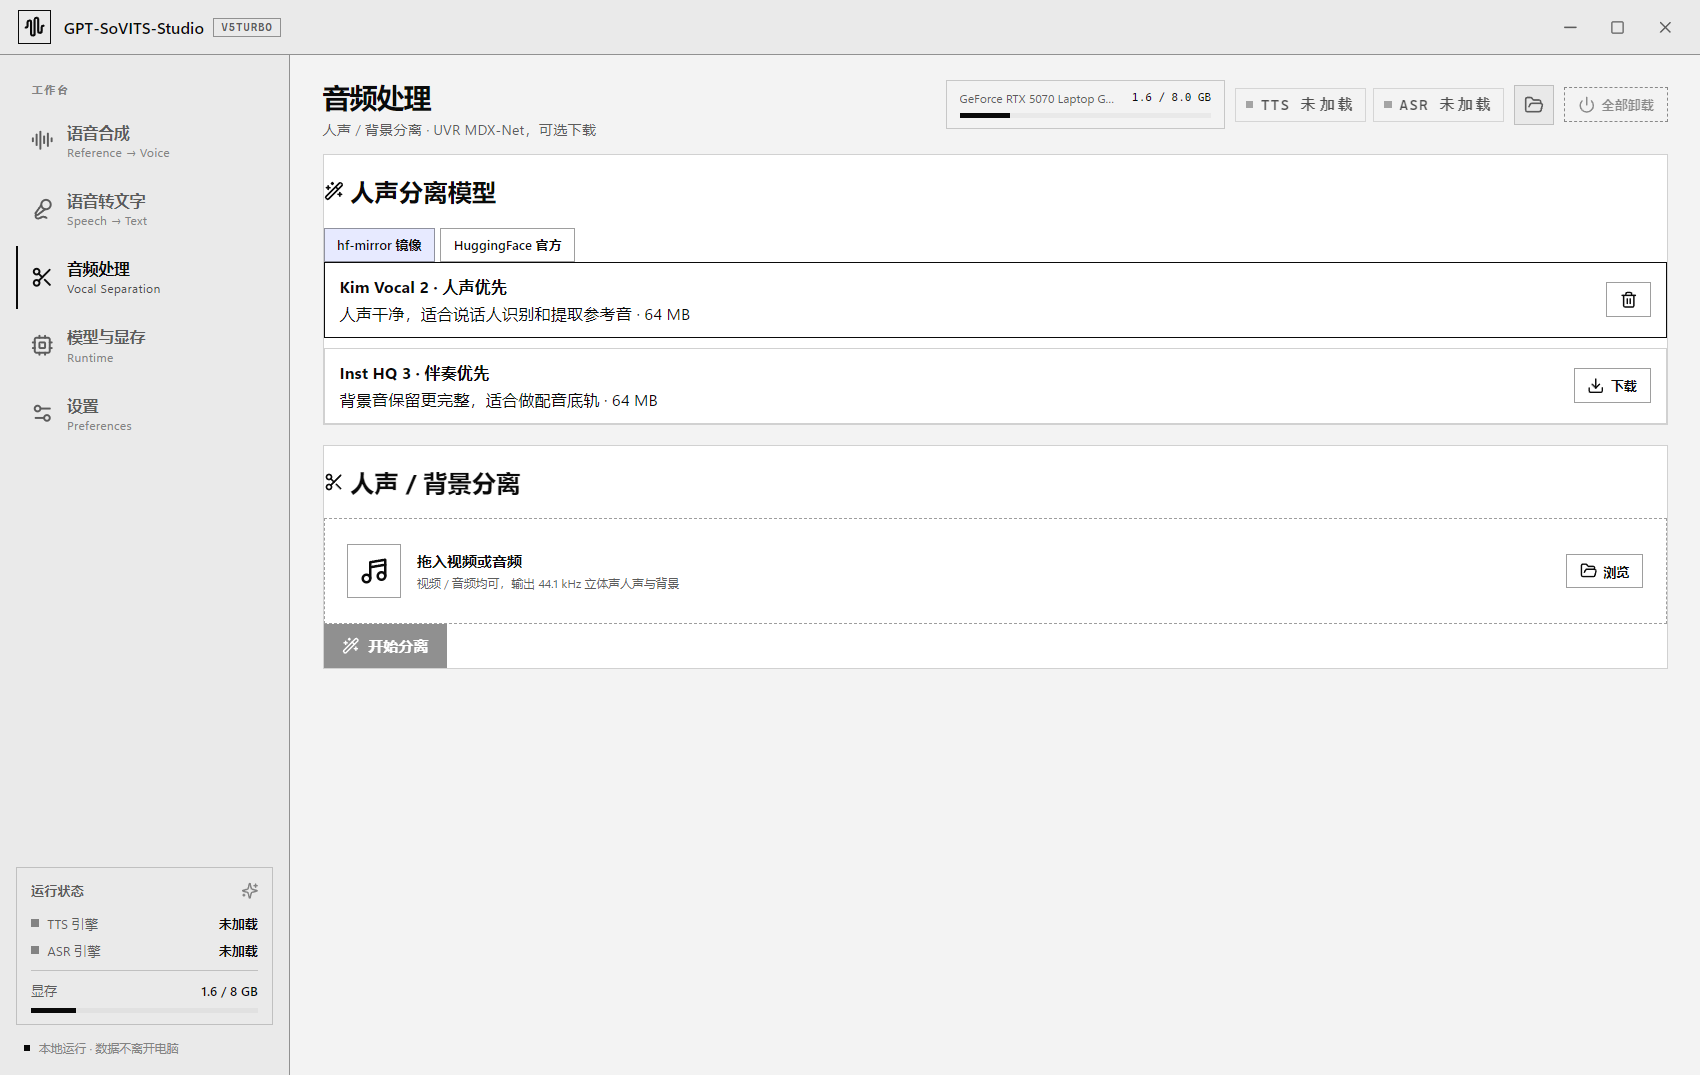 GPT-SoVITS-Studio V5TURBO
工作台
语音合成
Reference → Voice
语音转文字
Speech → Text
音频处理
Vocal Separation
模型与显存
Runtime
设置
Preferences
运行状态
TTS 引擎 未加载
ASR 引擎 未加载
显存 1.6 / 8 GB
本地运行 · 数据不离开电脑
音频处理
人声 / 背景分离 · UVR MDX-Net，可选下载
GeForce RTX 5070 Laptop G... 1.6 / 8.0 GB
TTS 未加载
ASR 未加载
全部卸载
人声分离模型
hf-mirror 镜像
HuggingFace 官方
Kim Vocal 2 · 人声优先
人声干净，适合说话人识别和提取参考音 · 64 MB
Inst HQ 3 · 伴奏优先
背景音保留更完整，适合做配音底轨 · 64 MB
下载
人声 / 背景分离
拖入视频或音频
视频 / 音频均可，输出 44.1 kHz 立体声人声与背景
浏览
开始分离